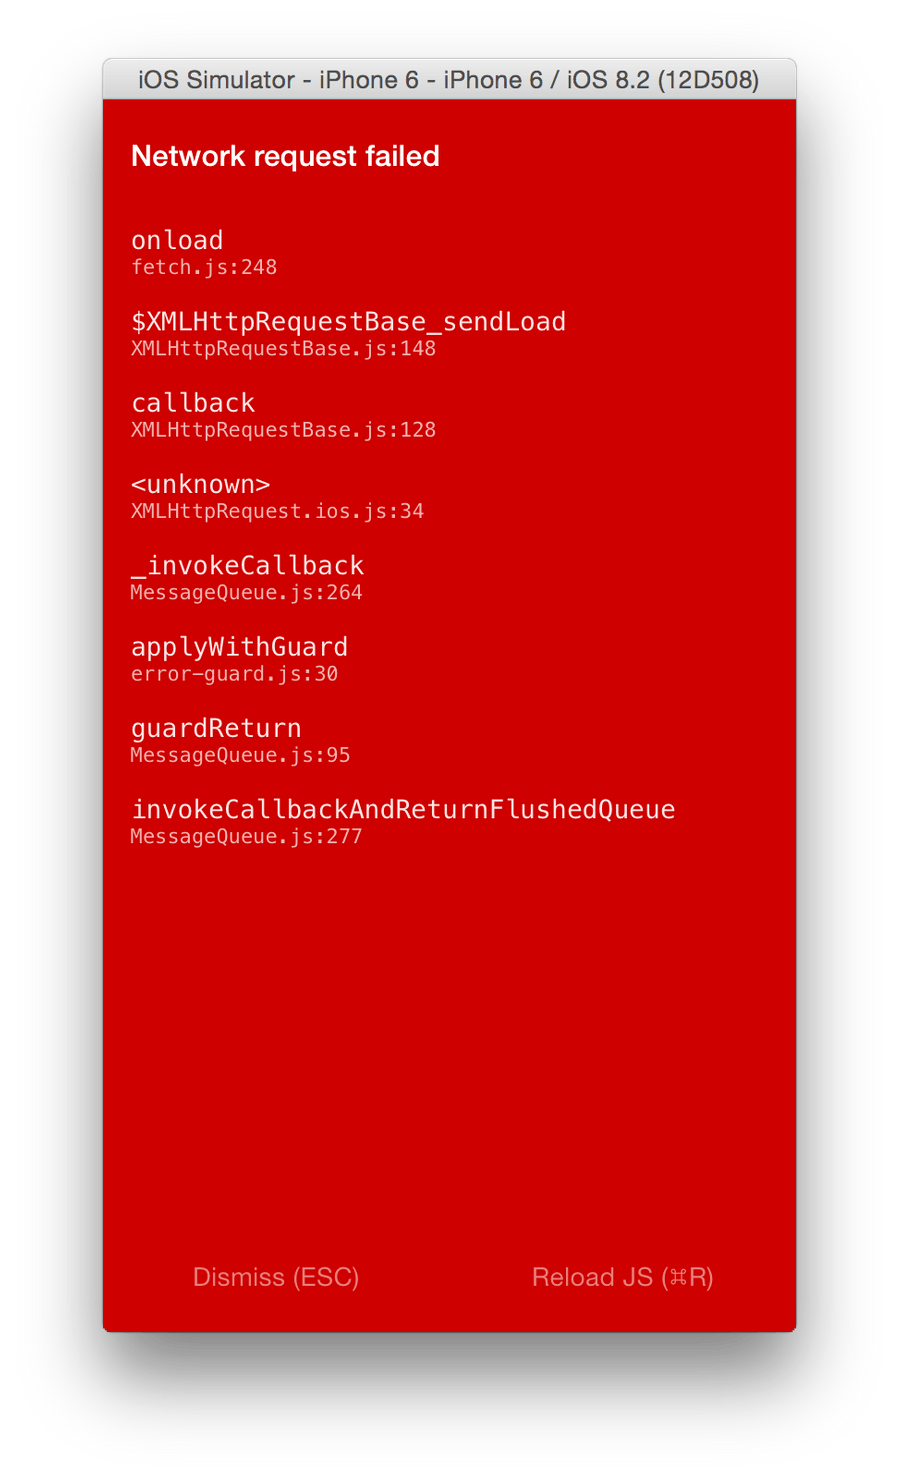 iOS Simulator - iPhone 6 - iPhone 6 / iOS 8.2 (12D508)
Network request failed
onload
fetch.js:248
$XMLHttpRequestBase_sendLoad
XMLHttpRequestBase.js:148
callback
XMLHttpRequestBase.js:128
<unknown>
XMLHttpRequest.ios.js:34
_invokeCallback
MessageQueue.js:264
applyWithGuard
error-guard.js:30
guardReturn
MessageQueue.js:95
invokeCallbackAndReturnFlushedQueue
MessageQueue.js:277
Dismiss (ESC)
Reload JS (⌘R)